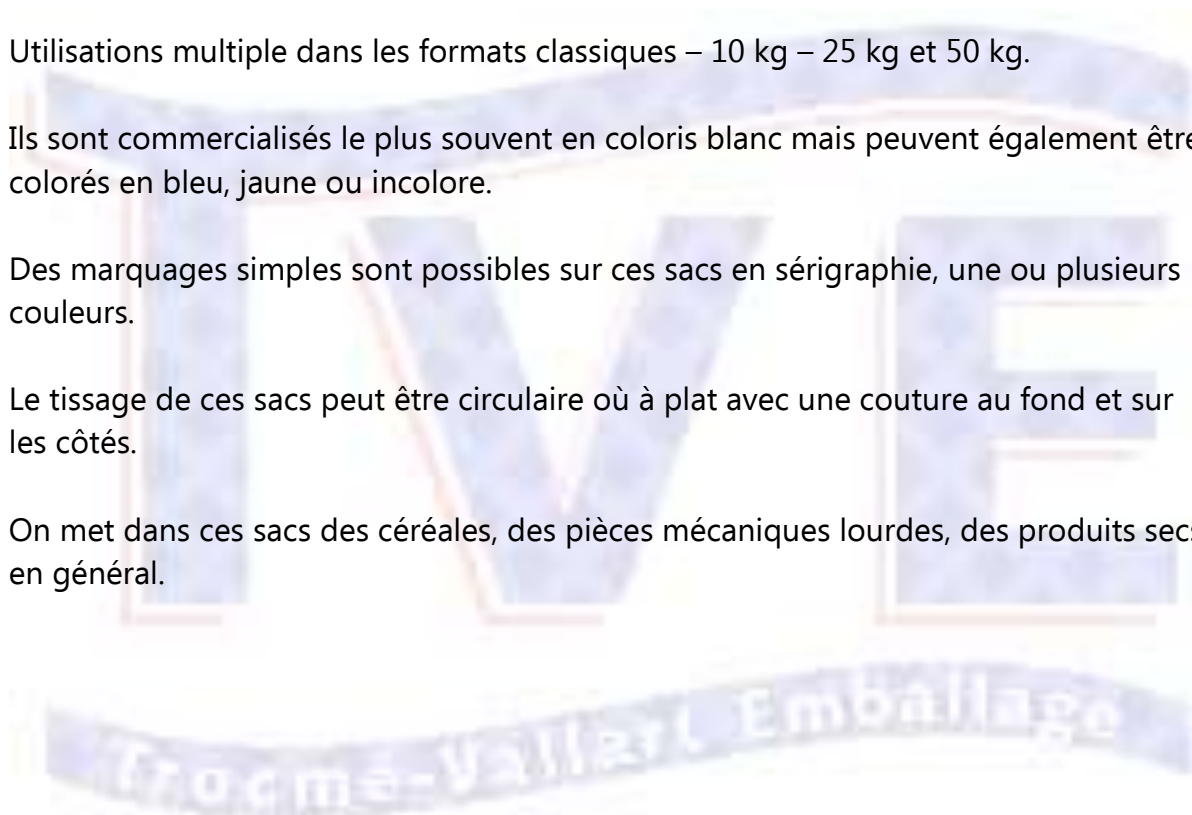 Utilisations multiple dans les formats classiques – 10 kg – 25 kg et 50 kg.
Ils sont commercialisés le plus souvent en coloris blanc mais peuvent également être
colorés en bleu, jaune ou incolore.
Des marquages simples sont possibles sur ces sacs en sérigraphie, une ou plusieurs
couleurs.
Le tissage de ces sacs peut être circulaire où à plat avec une couture au fond et sur
les côtés.
On met dans ces sacs des céréales, des pièces mécaniques lourdes, des produits secs
en général.
TVE
Trocmé-Vallart Emballage